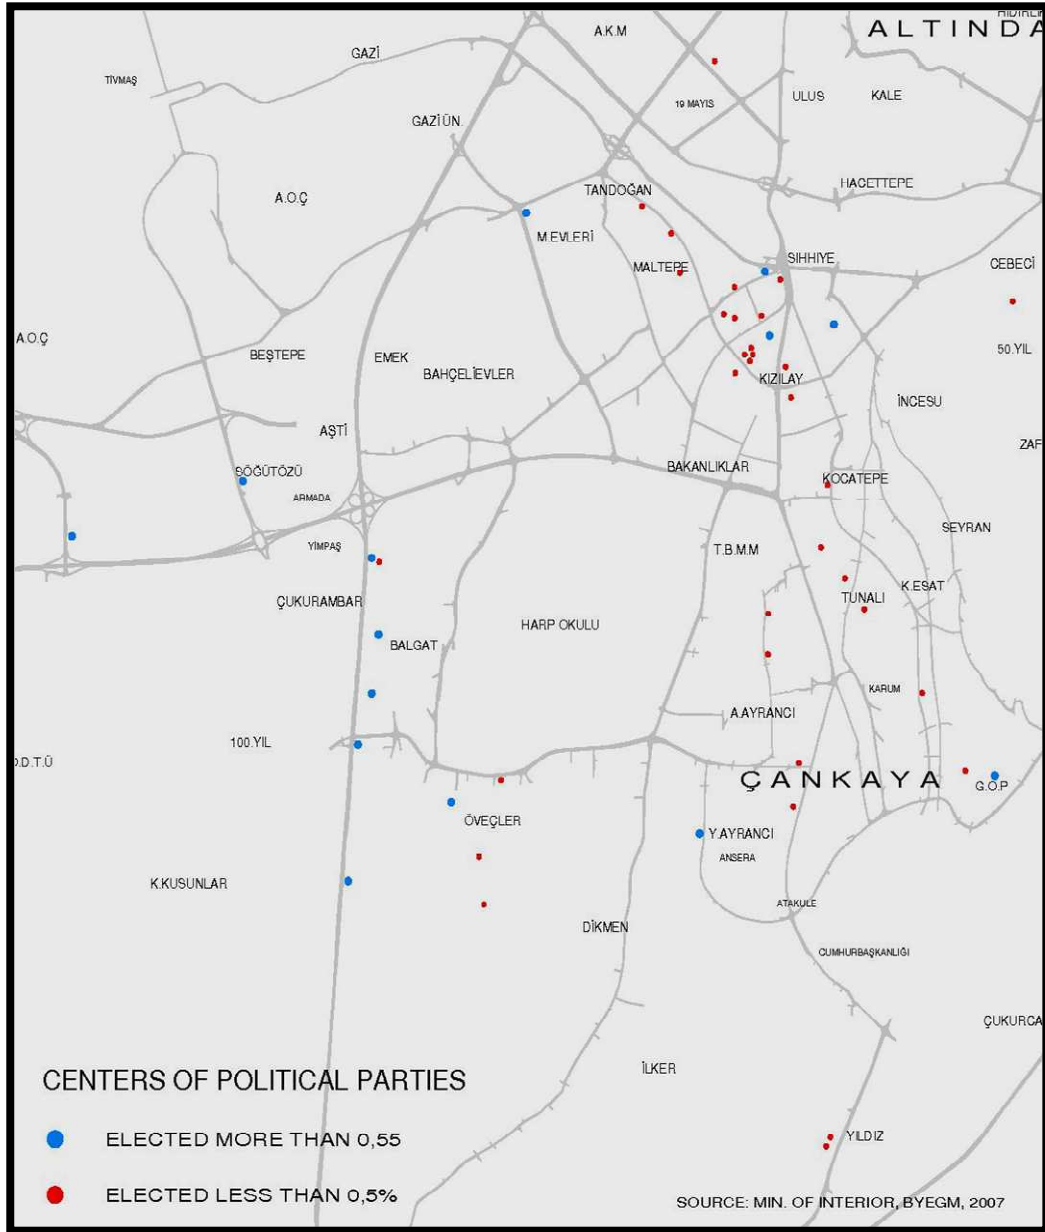 HIDIRLI
ALTINDA
A.K.M
GAZİ
TİVMAŞ
ULUS
KALE
19 MAYIS
GAZİ ÜN.
HACETTEPE
TANDOĞAN
A.O.Ç
M.EVLERİ
SIHHIYE
CEBECİ
MALTEPE
A.O.Ç
50.YIL
BEŞTEPE
EMEK
BAHÇELİEVLER
KIZILAY
İNCESU
AŞTİ
ZAF
BAKANLIKLAR
SÖĞÜTÖZÜ
KOCATEPE
ARMADA
SEYRAN
YİMPAŞ
T.B.M.M
K.ESAT
ÇUKURAMBAR
TUNALI
HARP OKULU
BALGAT
KARUM
A.AYRANCI
100.YIL
O.D.T.Ü
ÇANKAYA
G.O.P
ÖVEÇLER
Y.AYRANCI
ANSERA
K.KUSUNLAR
ATAKULE
DİKMEN
CUMHURBAŞKANLIĞI
ÇUKURCA
İLKER
CENTERS OF POLITICAL PARTIES
ELECTED MORE THAN 0,55
YILDIZ
ELECTED LESS THAN 0,5%
SOURCE: MIN. OF INTERIOR, BYEGM, 2007